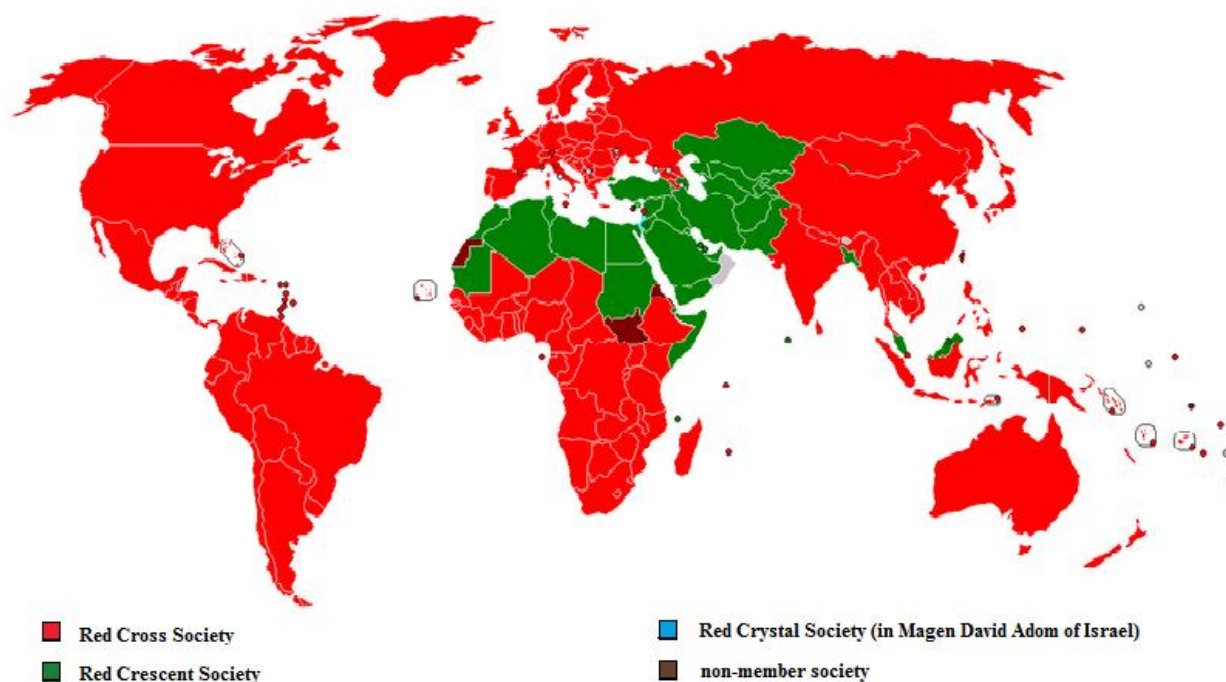 Red Cross Society
Red Crescent Society
Red Crystal Society (in Magen David Adom of Israel)
non-member society